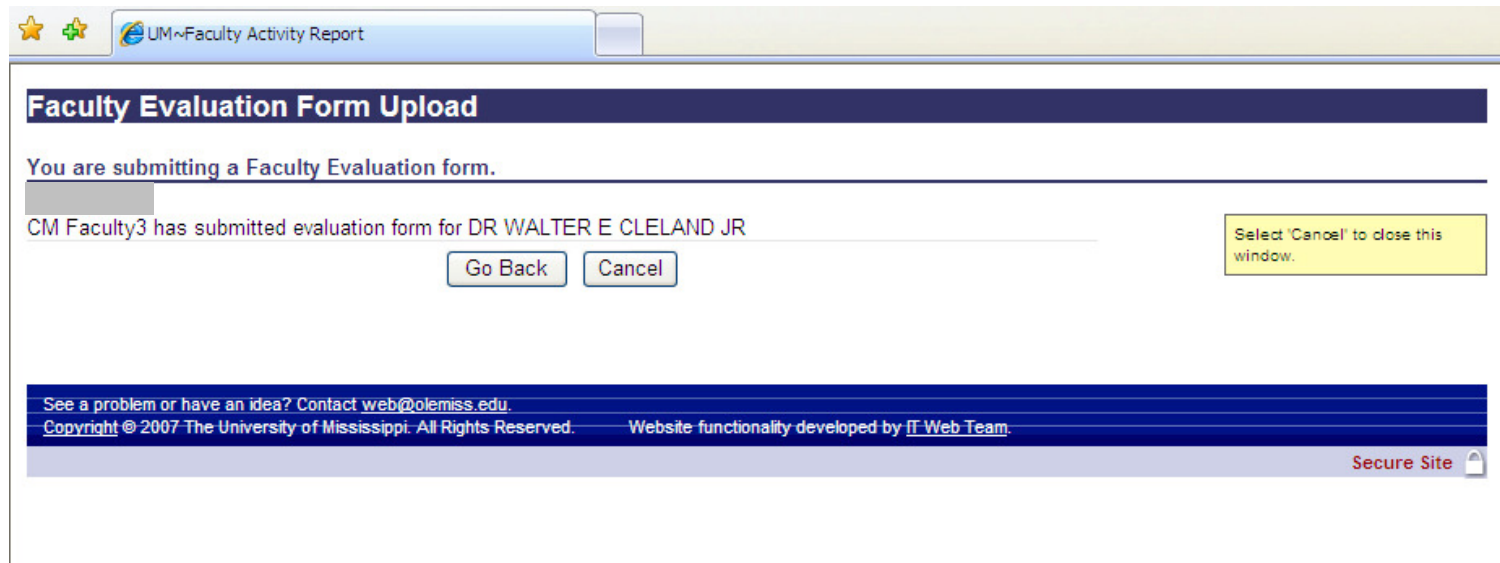 UM~Faculty Activity Report
Faculty Evaluation Form Upload
You are submitting a Faculty Evaluation form.
CM Faculty3 has submitted evaluation form for DR WALTER E CLELAND JR
Go Back
Cancel
Select 'Cancel' to close this
window.
See a problem or have an idea? Contact web@olemiss.edu.
Copyright © 2007 The University of Mississippi. All Rights Reserved. Website functionality developed by IT Web Team.
Secure Site